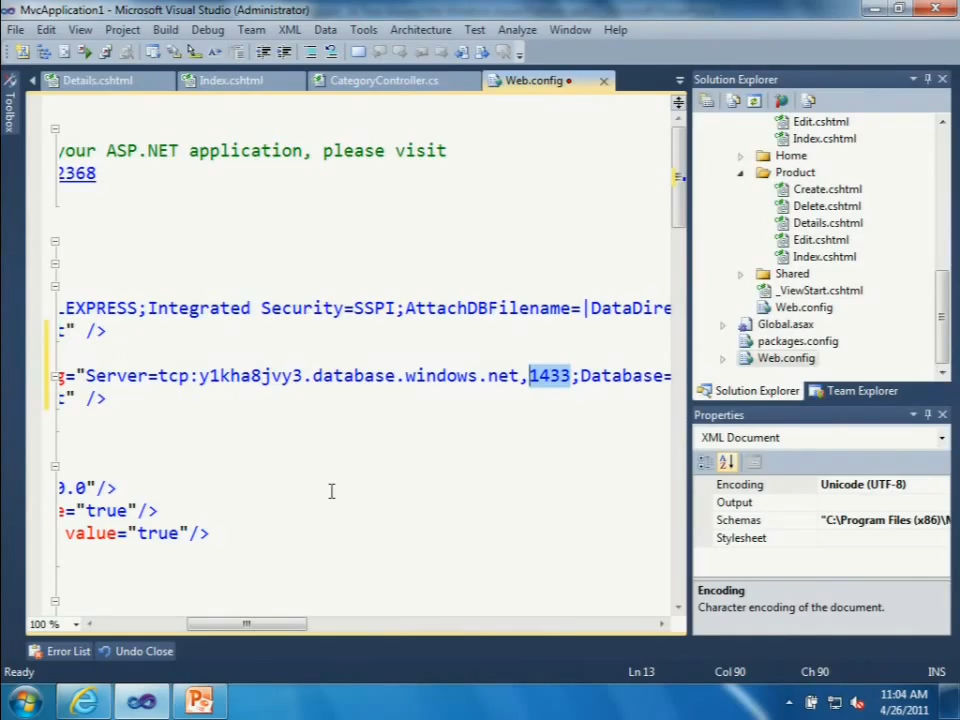 MvcApplication1 - Microsoft Visual Studio (Administrator)
File Edit View Project Build Debug Team XML Data Tools Architecture Test Analyze Window Help
Details.cshtml Index.cshtml CategoryController.cs Web.config
Toolbox
your ASP.NET application, please visit
2368
.EXPRESS;Integrated Security=SSPI;AttachDBFilename=|DataDire
" />
="Server=tcp:y1kha8jvy3.database.windows.net,1433;Database=
" />
0.0"/>
="true"/>
value="true"/>
100 %
Solution Explorer
Edit.cshtml
Index.cshtml
Home
Product
Create.cshtml
Delete.cshtml
Details.cshtml
Edit.cshtml
Index.cshtml
Shared
_ViewStart.cshtml
Web.config
Global.asax
packages.config
Web.config
Solution Explorer Team Explorer
Properties
XML Document
Encoding Unicode (UTF-8)
Output
Schemas "C:\Program Files (x86)\M
Stylesheet
Encoding
Character encoding of the document.
Error List Undo Close
Ready Ln 13 Col 90 Ch 90 INS
11:04 AM
4/26/2011